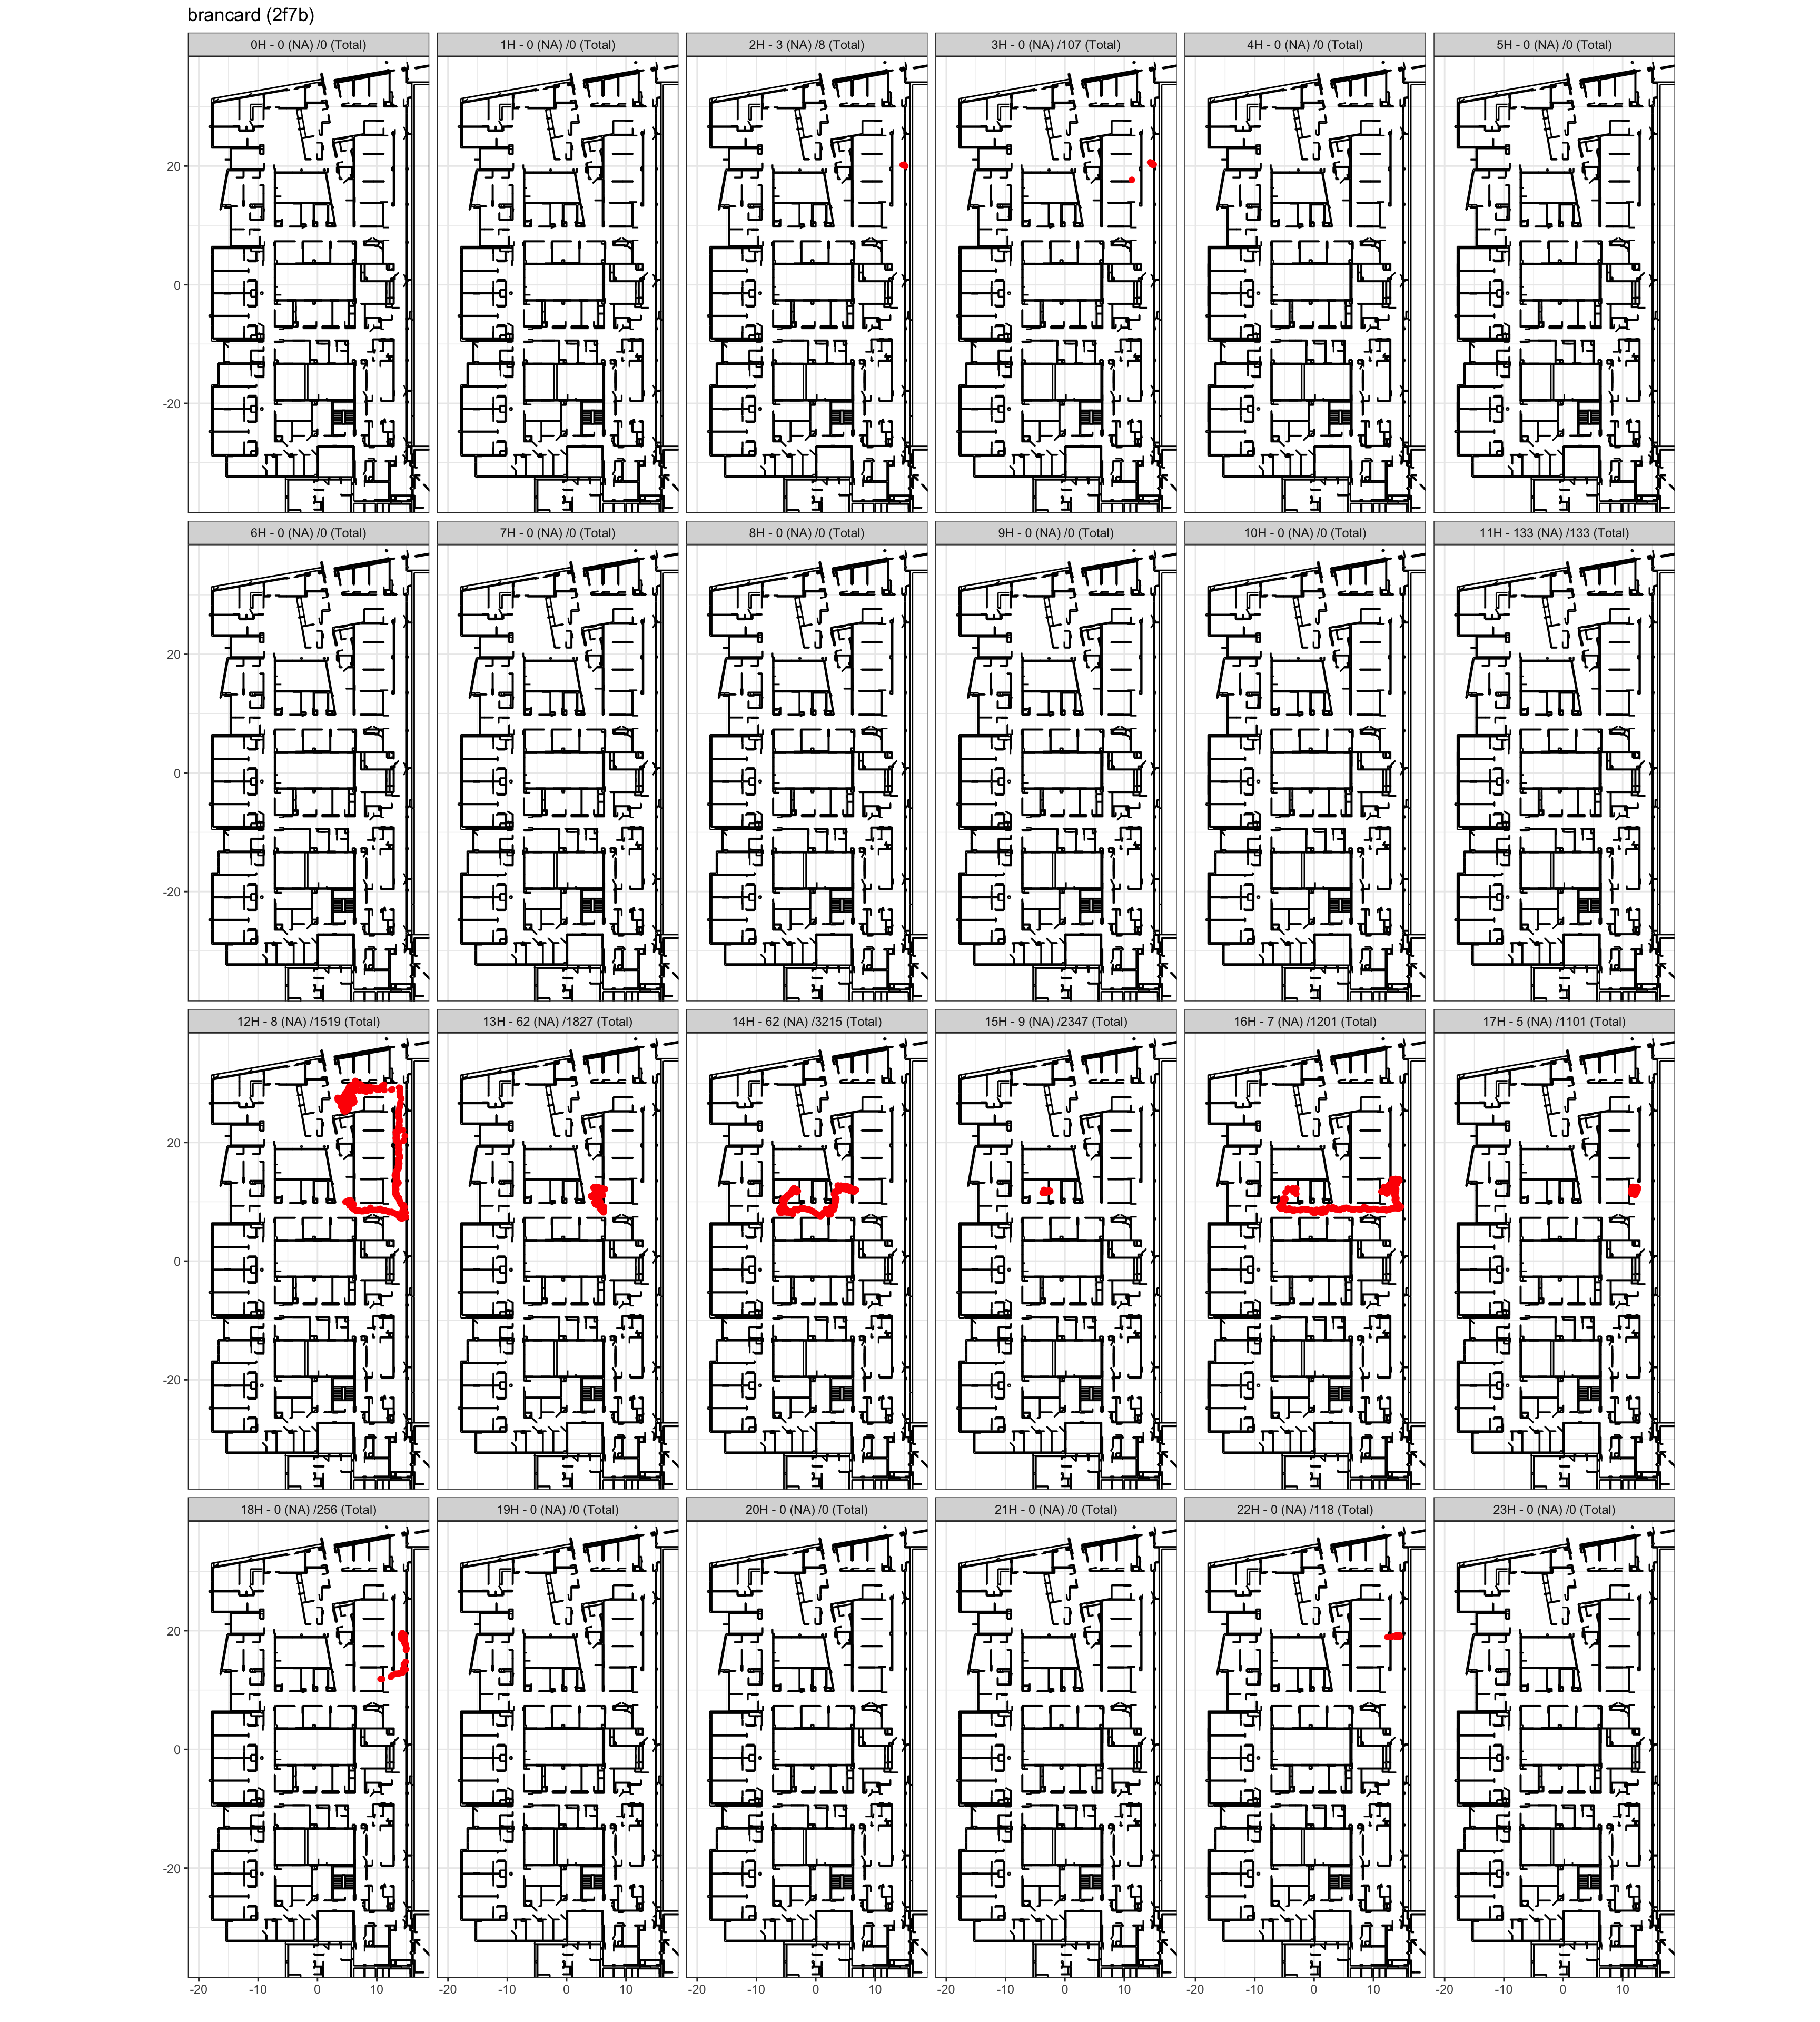 brancard (2f7b)
0H - 0 (NA) /0 (Total) 1H - 0 (NA) /0 (Total) 2H - 3 (NA) /8 (Total) 3H - 0 (NA) /107 (Total) 4H - 0 (NA) /0 (Total) 5H - 0 (NA) /0 (Total)
20
0
-20
6H - 0 (NA) /0 (Total) 7H - 0 (NA) /0 (Total) 8H - 0 (NA) /0 (Total) 9H - 0 (NA) /0 (Total) 10H - 0 (NA) /0 (Total) 11H - 133 (NA) /133 (Total)
20
0
-20
12H - 8 (NA) /1519 (Total) 13H - 62 (NA) /1827 (Total) 14H - 62 (NA) /3215 (Total) 15H - 9 (NA) /2347 (Total) 16H - 7 (NA) /1201 (Total) 17H - 5 (NA) /1101 (Total)
20
0
-20
18H - 0 (NA) /256 (Total) 19H - 0 (NA) /0 (Total) 20H - 0 (NA) /0 (Total) 21H - 0 (NA) /0 (Total) 22H - 0 (NA) /118 (Total) 23H - 0 (NA) /0 (Total)
20
0
-20
-20 -10 0 10 -20 -10 0 10 -20 -10 0 10 -20 -10 0 10 -20 -10 0 10 -20 -10 0 10